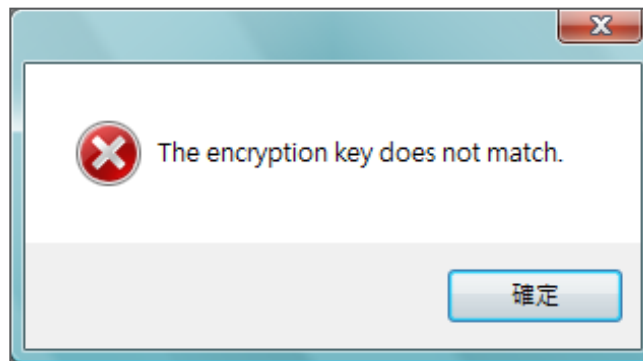 The encryption key does not match.
確定